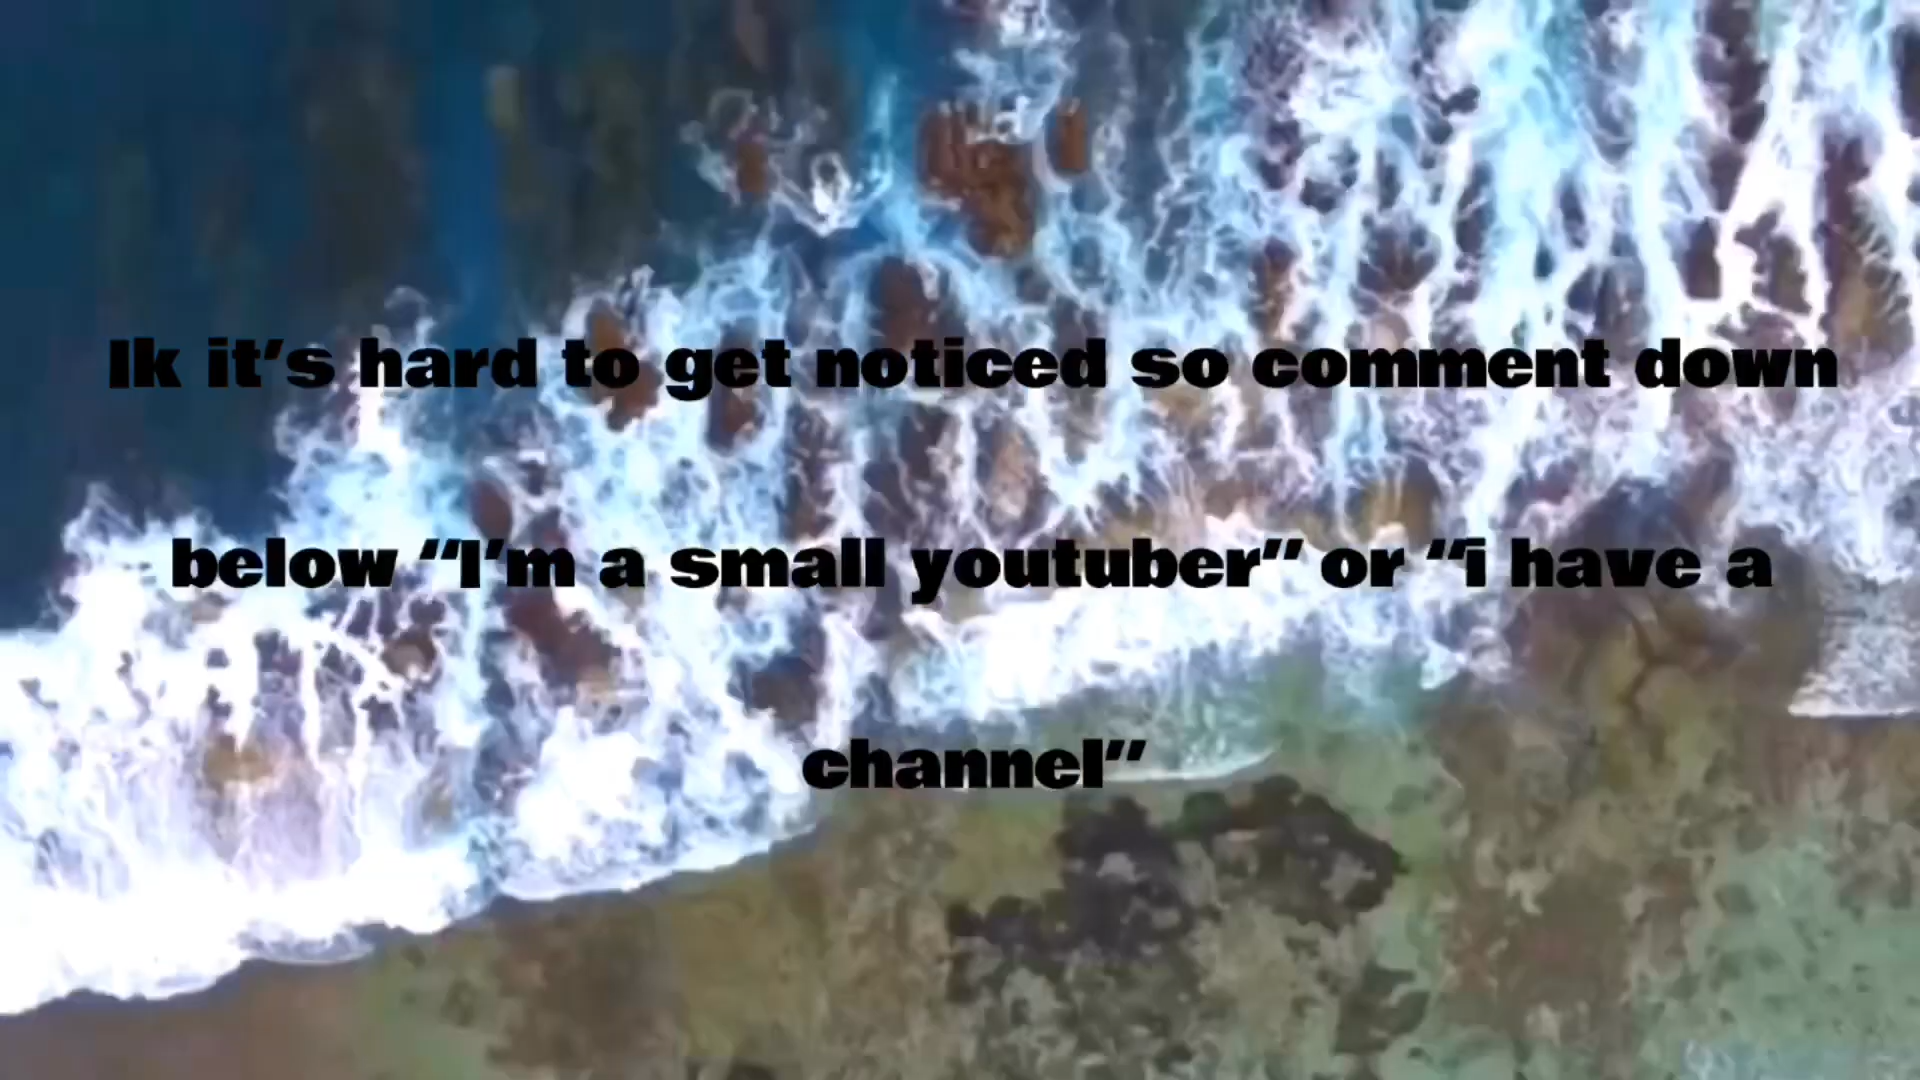 Ik it's hard to get noticed so comment down
below "I'm a small youtuber" or "i have a
channel"